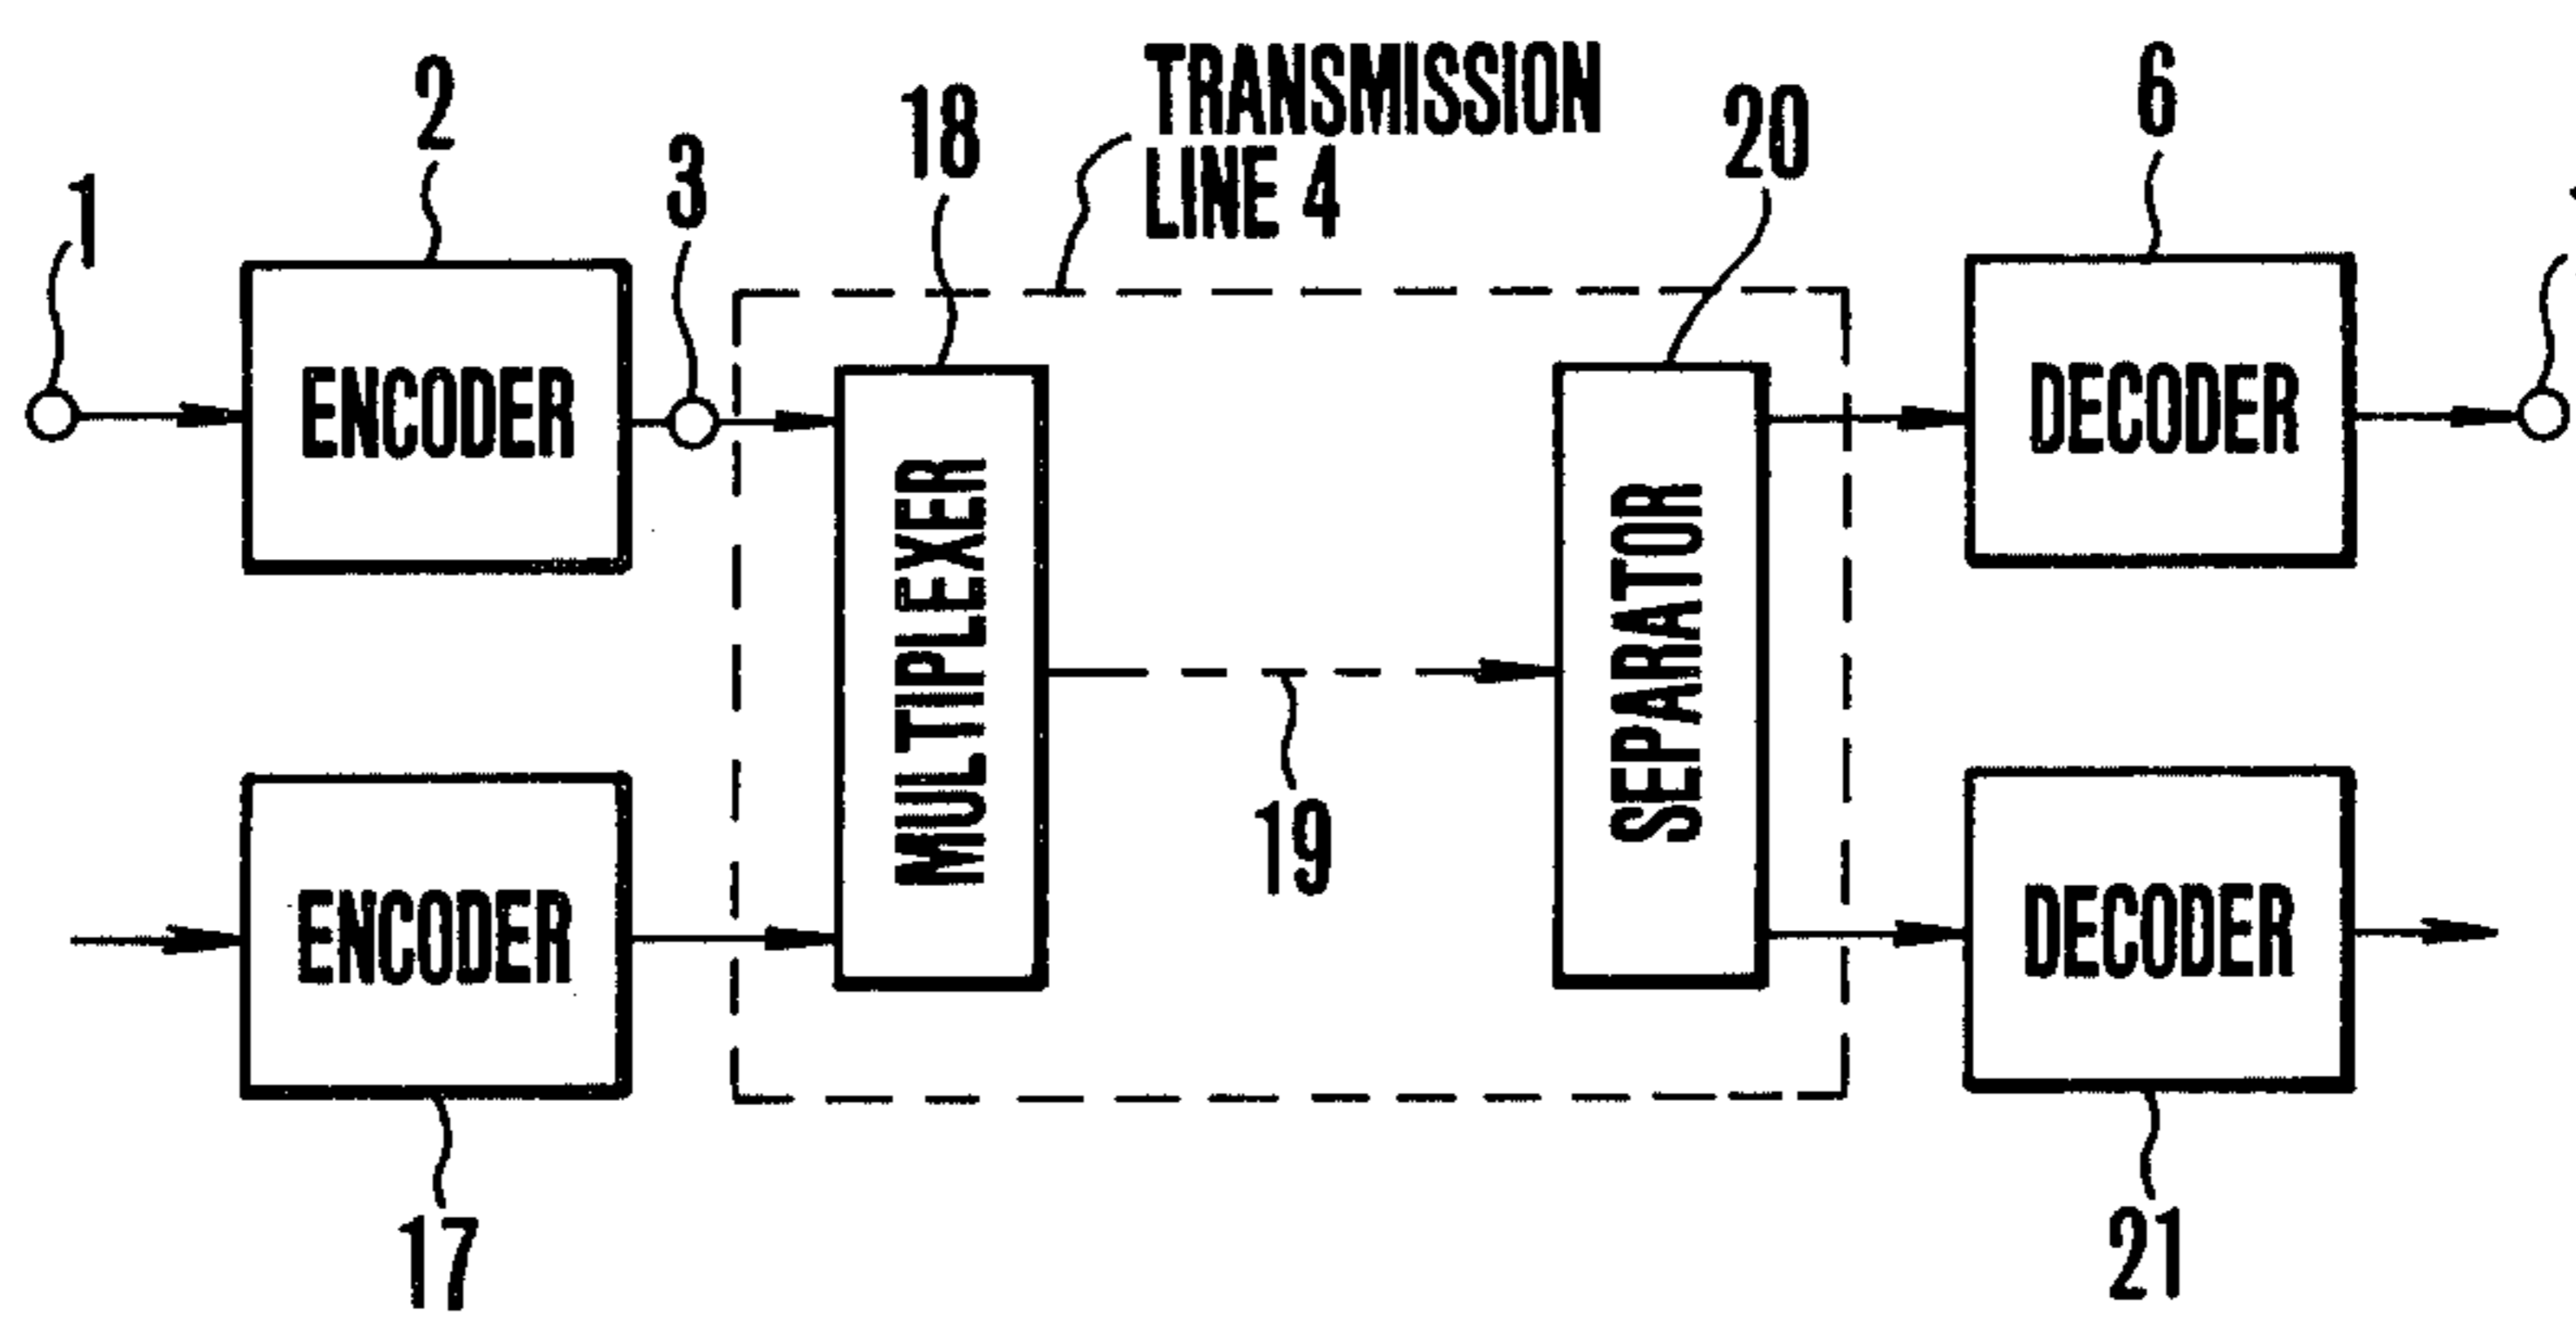 TRANSMISSION
LINE 4
2
18
20
6
3
1
ENCODER
DECODER
MULTIPLEXER
SEPARATOR
19
ENCODER
DECODER
17
21